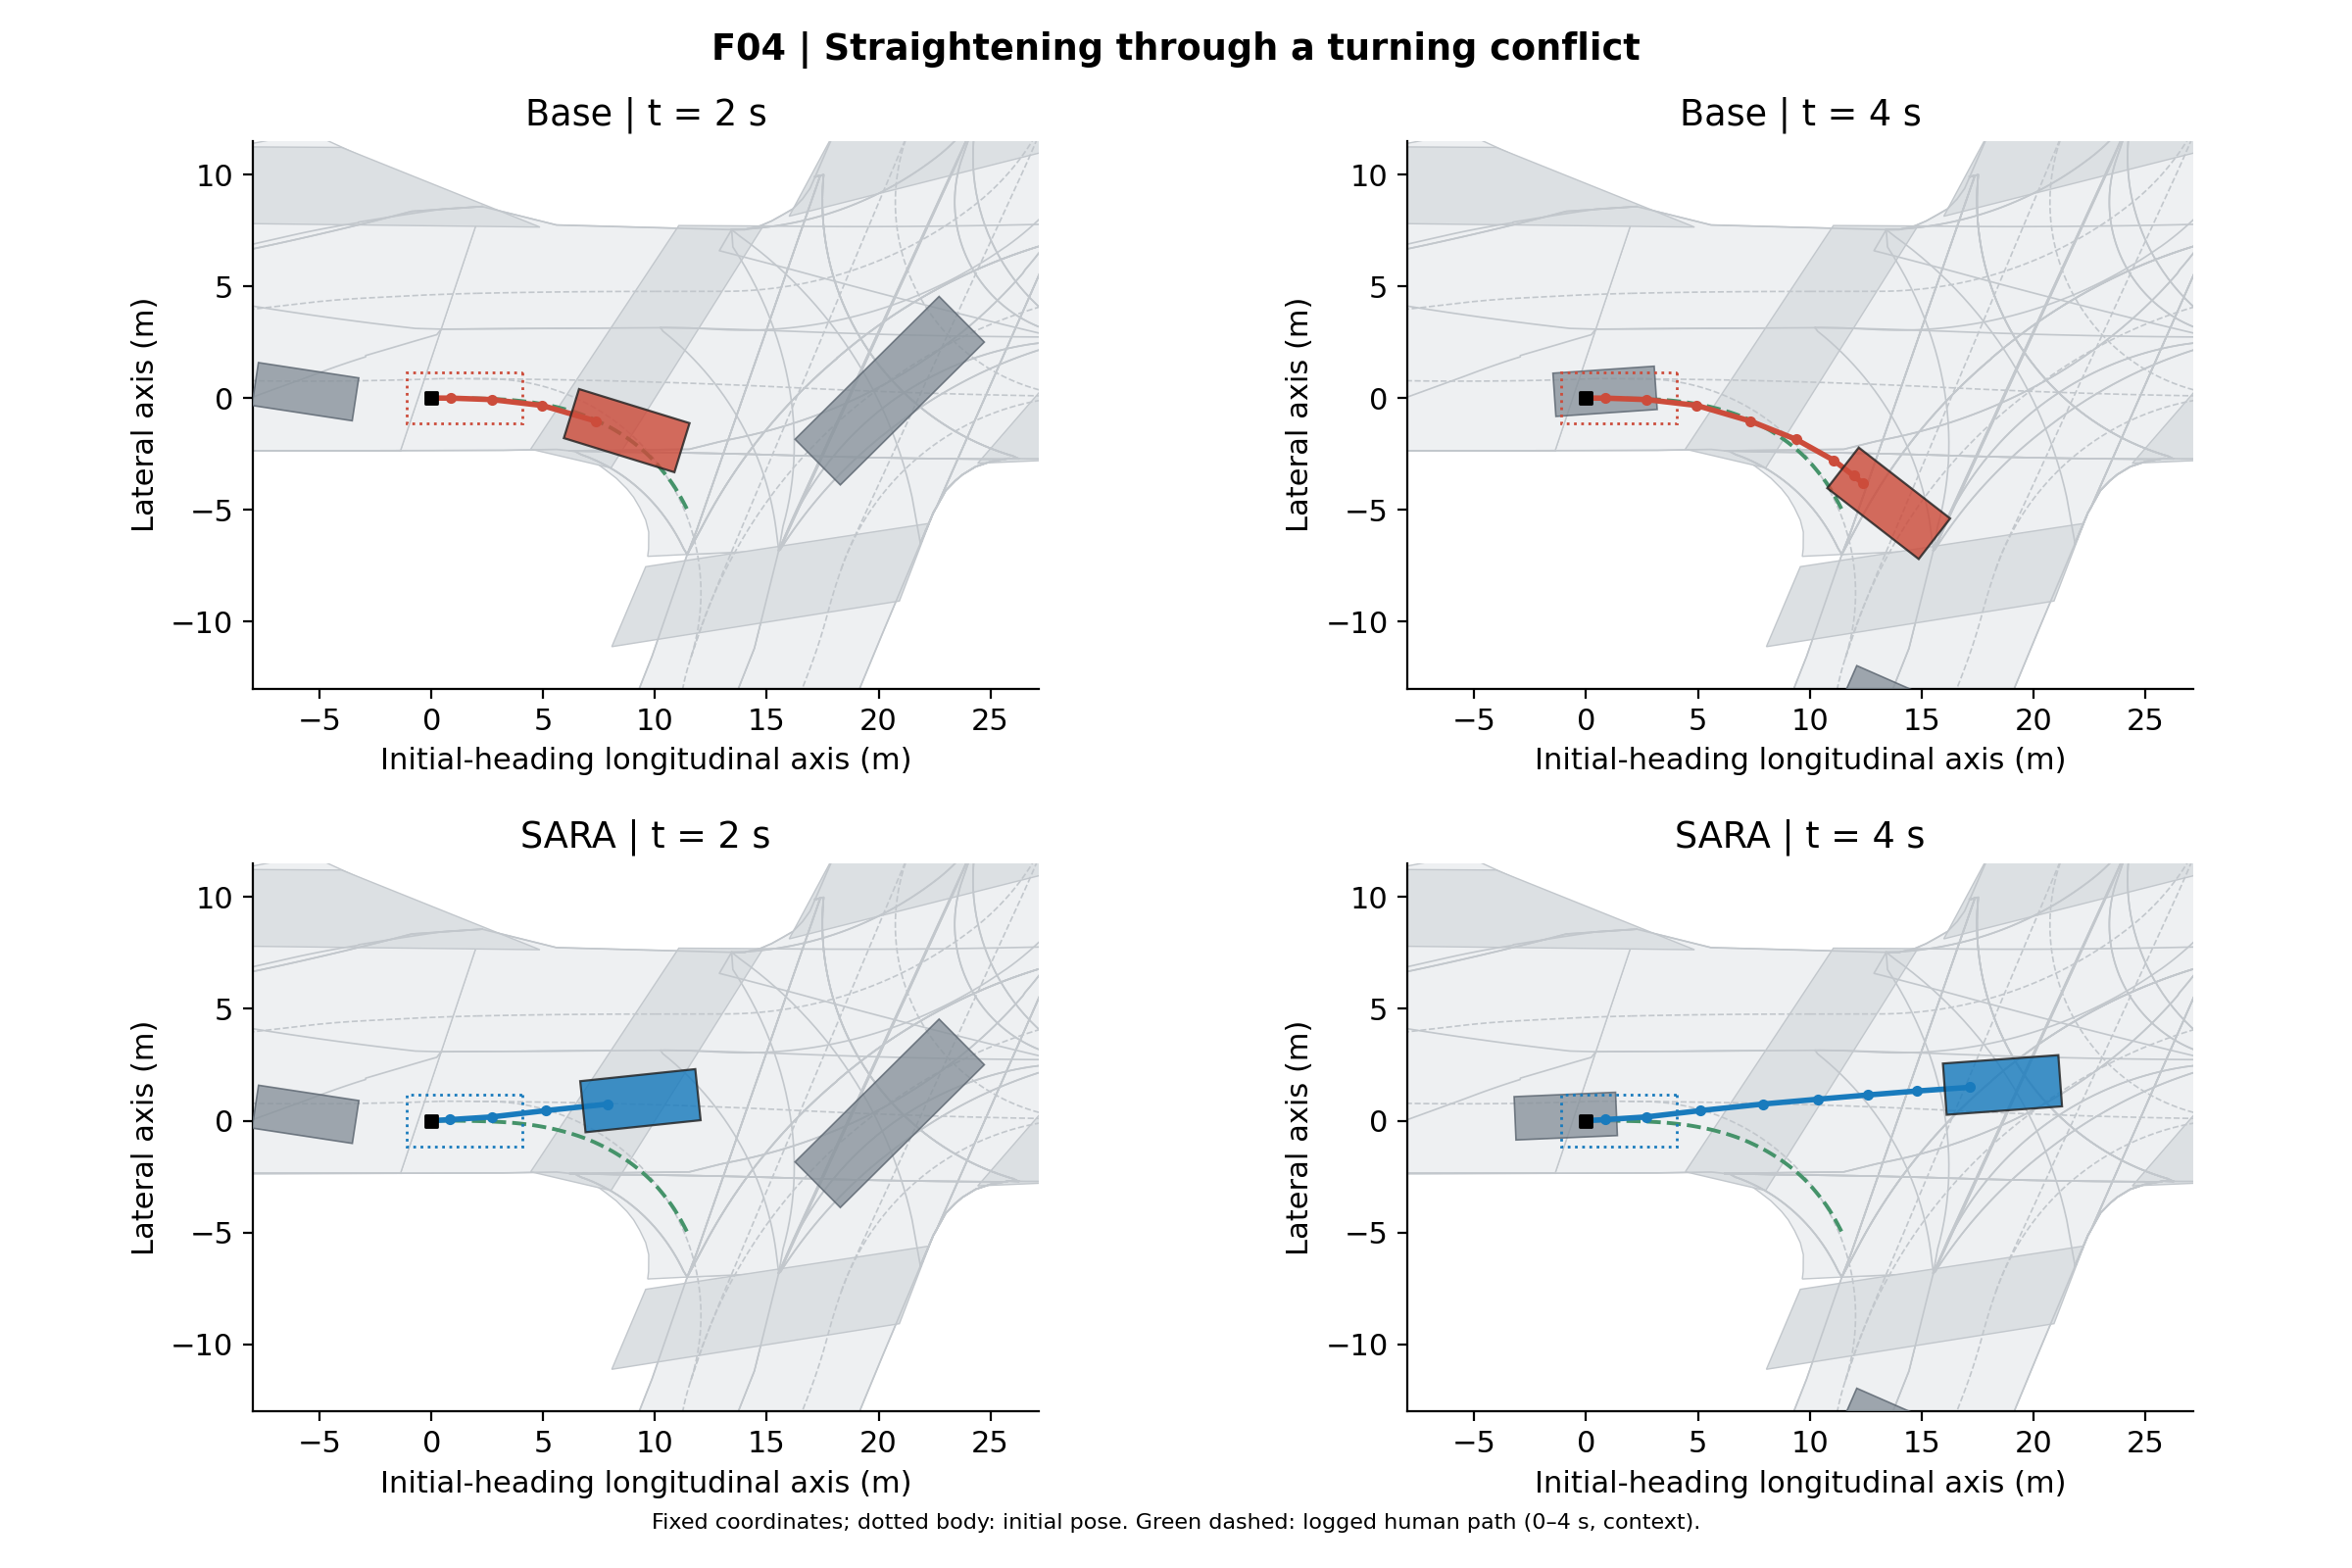 F04 | Straightening through a turning conflict
Base | t = 2 s
Base | t = 4 s
10
5
0
−5
−10
Lateral axis (m)
−5 0 5 10 15 20 25
Initial-heading longitudinal axis (m)
10
5
0
−5
−10
Lateral axis (m)
−5 0 5 10 15 20 25
Initial-heading longitudinal axis (m)
SARA | t = 2 s
SARA | t = 4 s
10
5
0
−5
−10
Lateral axis (m)
−5 0 5 10 15 20 25
Initial-heading longitudinal axis (m)
10
5
0
−5
−10
Lateral axis (m)
−5 0 5 10 15 20 25
Initial-heading longitudinal axis (m)
Fixed coordinates; dotted body: initial pose. Green dashed: logged human path (0–4 s, context).